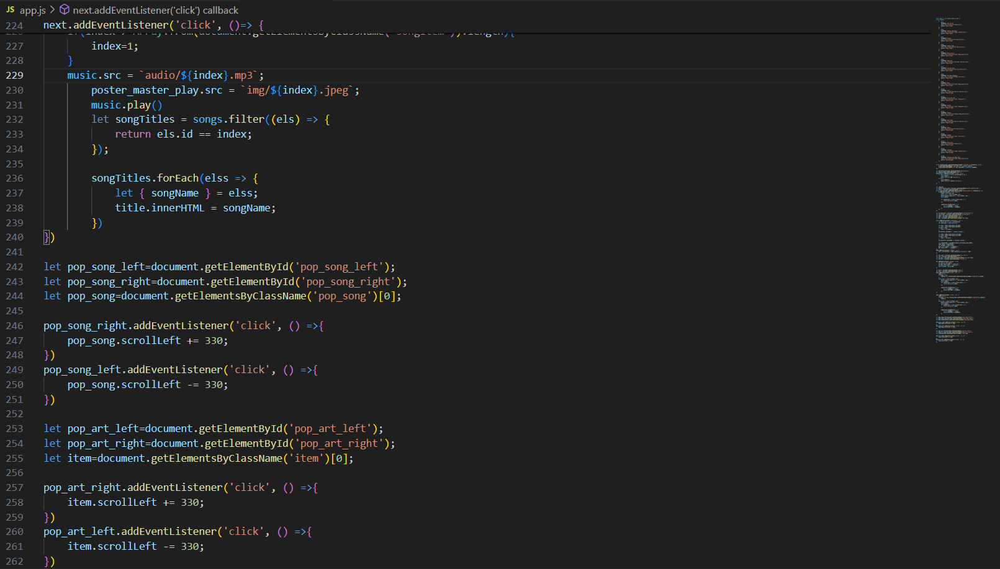 JS app.js > next.addEventListener('click') callback
224 next.addEventListener('click', ()=> {
227 index=1;
228 }
229 music.src = `audio/${index}.mp3`;
230 poster_master_play.src = `img/${index}.jpeg`;
231 music.play()
232 let songTitles = songs.filter((els) => {
233 return els.id == index;
234 });
235
236 songTitles.forEach(elss => {
237 let { songName } = elss;
238 title.innerHTML = songName;
239 })
240 })
241
242 let pop_song_left=document.getElementById('pop_song_left');
243 let pop_song_right=document.getElementById('pop_song_right');
244 let pop_song=document.getElementsByClassName('pop_song')[0];
245
246 pop_song_right.addEventListener('click', () =>{
247 pop_song.scrollLeft += 330;
248 })
249 pop_song_left.addEventListener('click', () =>{
250 pop_song.scrollLeft -= 330;
251 })
252
253 let pop_art_left=document.getElementById('pop_art_left');
254 let pop_art_right=document.getElementById('pop_art_right');
255 let item=document.getElementsByClassName('item')[0];
256
257 pop_art_right.addEventListener('click', () =>{
258 item.scrollLeft += 330;
259 })
260 pop_art_left.addEventListener('click', () =>{
261 item.scrollLeft -= 330;
262 })